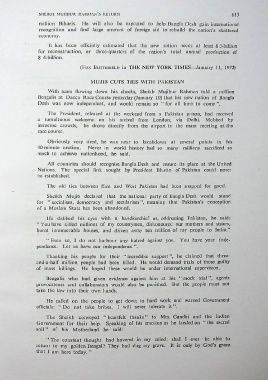 SHEIKH MUJIBUR RAHMAN'S RETURN 613
million Biharis. He will also be expected to help Bangla Desh gain international
recognition and find large amount of foreign aid to rebuild the nation's shattered
economy.
It has been officially estimated that the new nation needs at least $ 3 billion
for reconstruction, or three-quarters of the region's total annual production of
$ 4 billion.
(Fox Butterfield in THE NEW YORK TIMES—January 11, 1972)
MUJIB CUTS TIES WITH PAKISTAN
With tears flowing down his cheeks, Sheikh Mujibur Rahman told a million
Bengalis at Dacca Race Course yesterday (January 10) that his new nation of Bangla
Desh was now independent, and would remain so " for all time to come ".
The President, released at the weekend from a Pakistan prison, had received
a tumultuous welcome on his arrival from London, via Delhi. Mobbed by
immense crowds, he drove directly from the airport to the mass meeting at the
race course.
Obviously very tired, he was near to breakdown at several points in his
40-minute oration. Never in world history had so many millions sacrificed so
much to achieve nationhood, he said.
All countries should recognise Bangla Desh and ensure its place at the United
Nations. The special link sought by President Bhutto of Pakistan could never
be established.
The old ties between East and West Pakistan had been snapped for good.
Sheikh Mujib declared that the national party of Bangla Desh would stand
for " socialism, democracy and secularism ", meaning that Pakistan's conception
of a Moslem State has been abandoned.
He dabbed his eyes with a handkerchief as, addressing Pakistan, he said:
" You have killed millions of my countrymen, dishonoured our mothers and sisters,
burnt innumerable houses, and driven away ten million of my people to India."
" Even so, I do not harbour any hatred against you. You have your inde-
pendence. Let us have our independence ".
Thanking his people for their " incredible support ", he claimed that three-
and-a-half million people had been killed. He would demand trials of those guilty
of mass killings. He hoped these would be under international supervision.
Bengalis who had given evidence against him at his " mock trial ", agents
provocateurs and collaborators would also be punished. But the people must not
take the law into their own hands.
He called on the people to get down to hard work and warned Government
officials: " Do not take bribes. I will never tolerate it ".
The Sheikh conveyed " heartfelt thanks " to Mrs. Gandhi and the Indian
Government for their help. Speaking of his emotion as he landed on " the sacred
soil " of his Motherland he said:
" The constant thought had hovered in my mind: shall I ever be able to
return to my golden Bengal? They had dug my grave. It is only by God's grace
that I am here today."